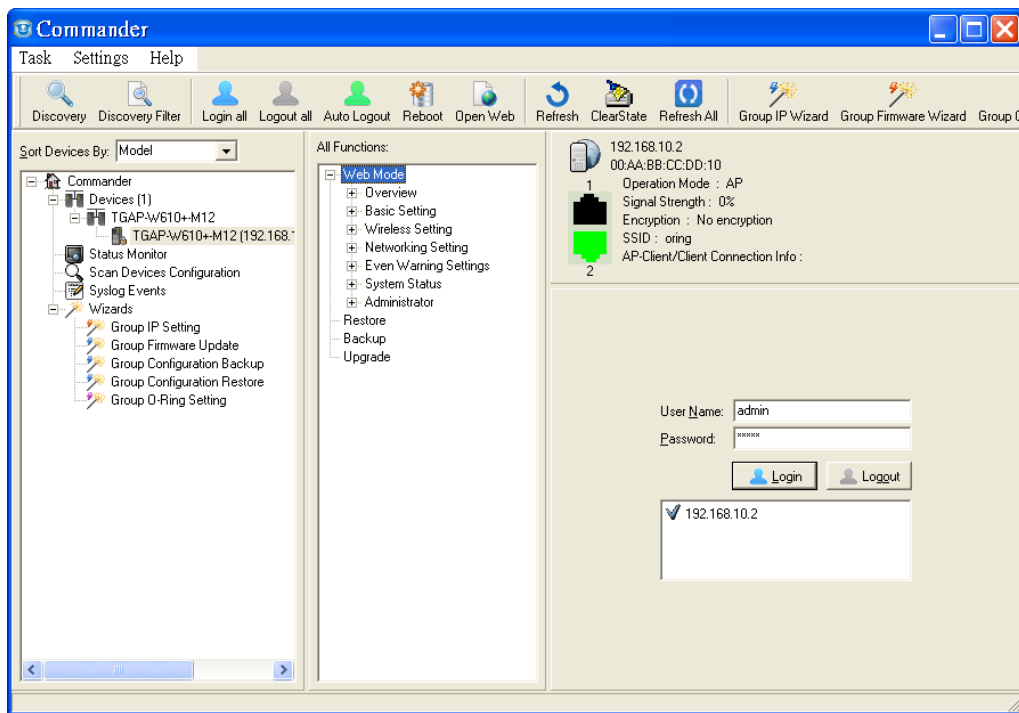 Commander
Task Settings Help
Discovery Discovery Filter Login all Logout all Auto Logout Reboot Open Web Refresh ClearState Refresh All Group IP Wizard Group Firmware Wizard Group
Sort Devices By: Model
Commander
Devices (1)
TGAP-W610+-M12
TGAP-W610+-M12 (192.168.
Status Monitor
Scan Devices Configuration
Syslog Events
Wizards
Group IP Setting
Group Firmware Update
Group Configuration Backup
Group Configuration Restore
Group O-Ring Setting
All Functions:
Web Mode
Overview
Basic Setting
Wireless Setting
Networking Setting
Even Warning Settings
System Status
Administrator
Restore
Backup
Upgrade
192.168.10.2
00:AA:BB:CC:DD:10
1
Operation Mode : AP
Signal Strength : 0%
Encryption : No encryption
SSID : oring
AP-Client/Client Connection Info :
2
User Name: admin
Password: *****
Login Logout
192.168.10.2